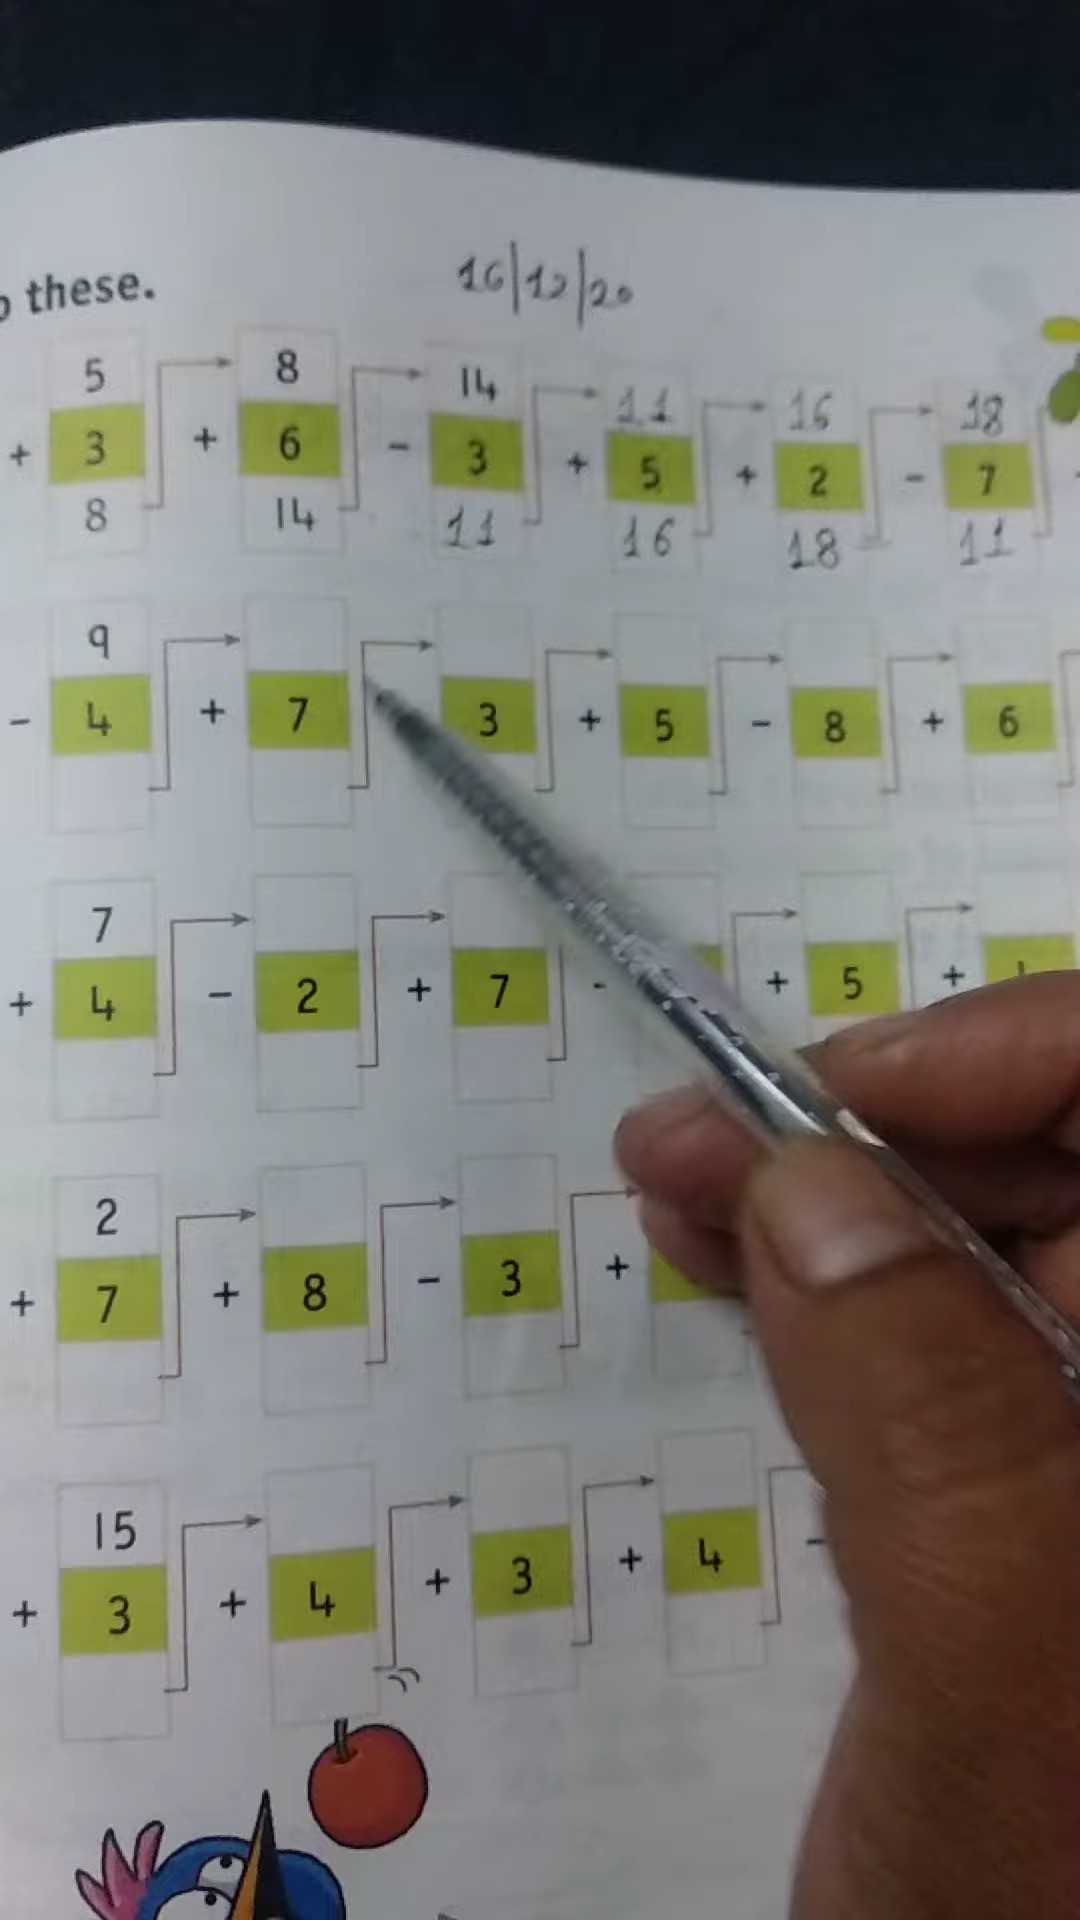 these.
16|12|20
5 8 14 11 16 18
+ 3 + 6 - 3 + 5 + 2 - 7
8 14 11 16 18 11
9
- 4 + 7 3 + 5 - 8 + 6
7
+ 4 - 2 + 7 - + 5 +
2
+ 7 + 8 - 3 +
15
+ 3 + 4 + 3 + 4 -